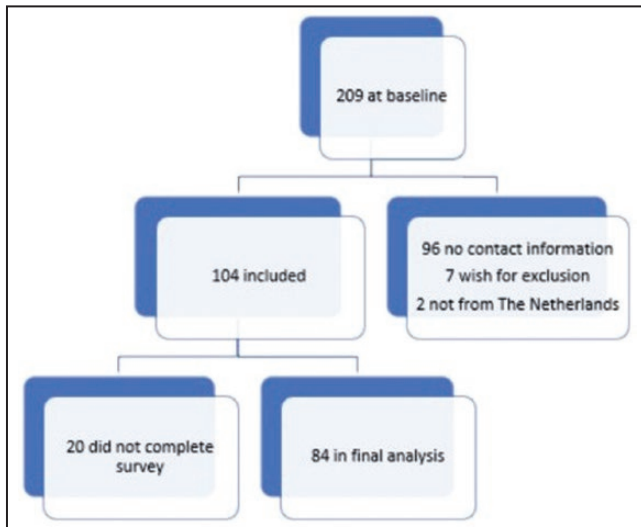 209 at baseline
104 included
96 no contact information
7 wish for exclusion
2 not from The Netherlands
20 did not complete
survey
84 in final analysis